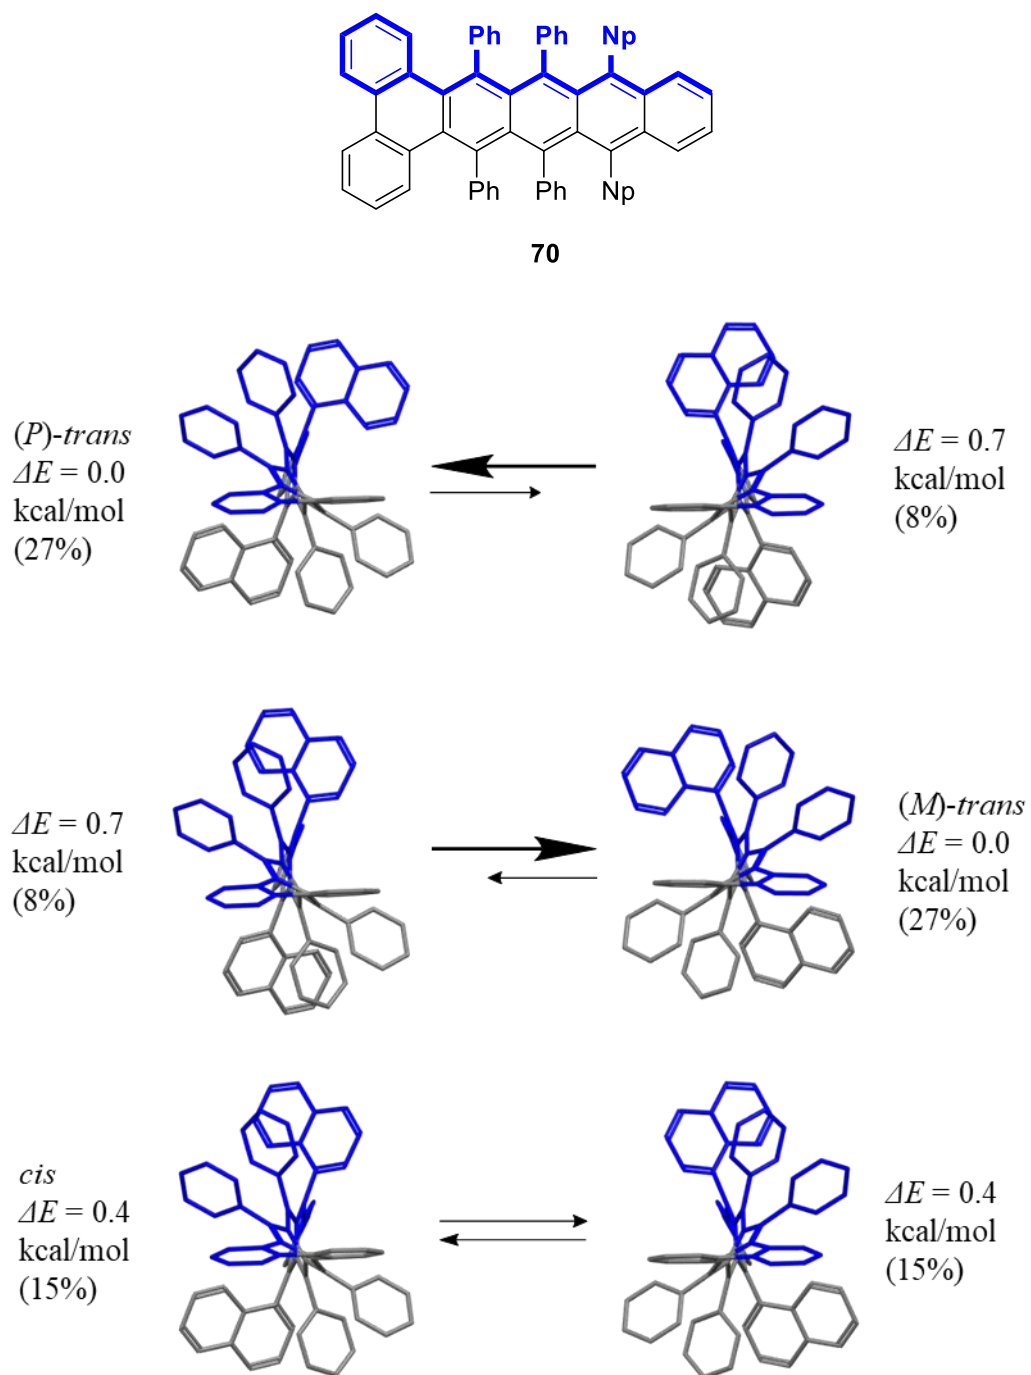 Ph Ph Np
Ph Ph Np
70
(P)-trans
ΔE = 0.0
kcal/mol
(27%)
ΔE = 0.7
kcal/mol
(8%)
ΔE = 0.7
kcal/mol
(8%)
(M)-trans
ΔE = 0.0
kcal/mol
(27%)
cis
ΔE = 0.4
kcal/mol
(15%)
ΔE = 0.4
kcal/mol
(15%)